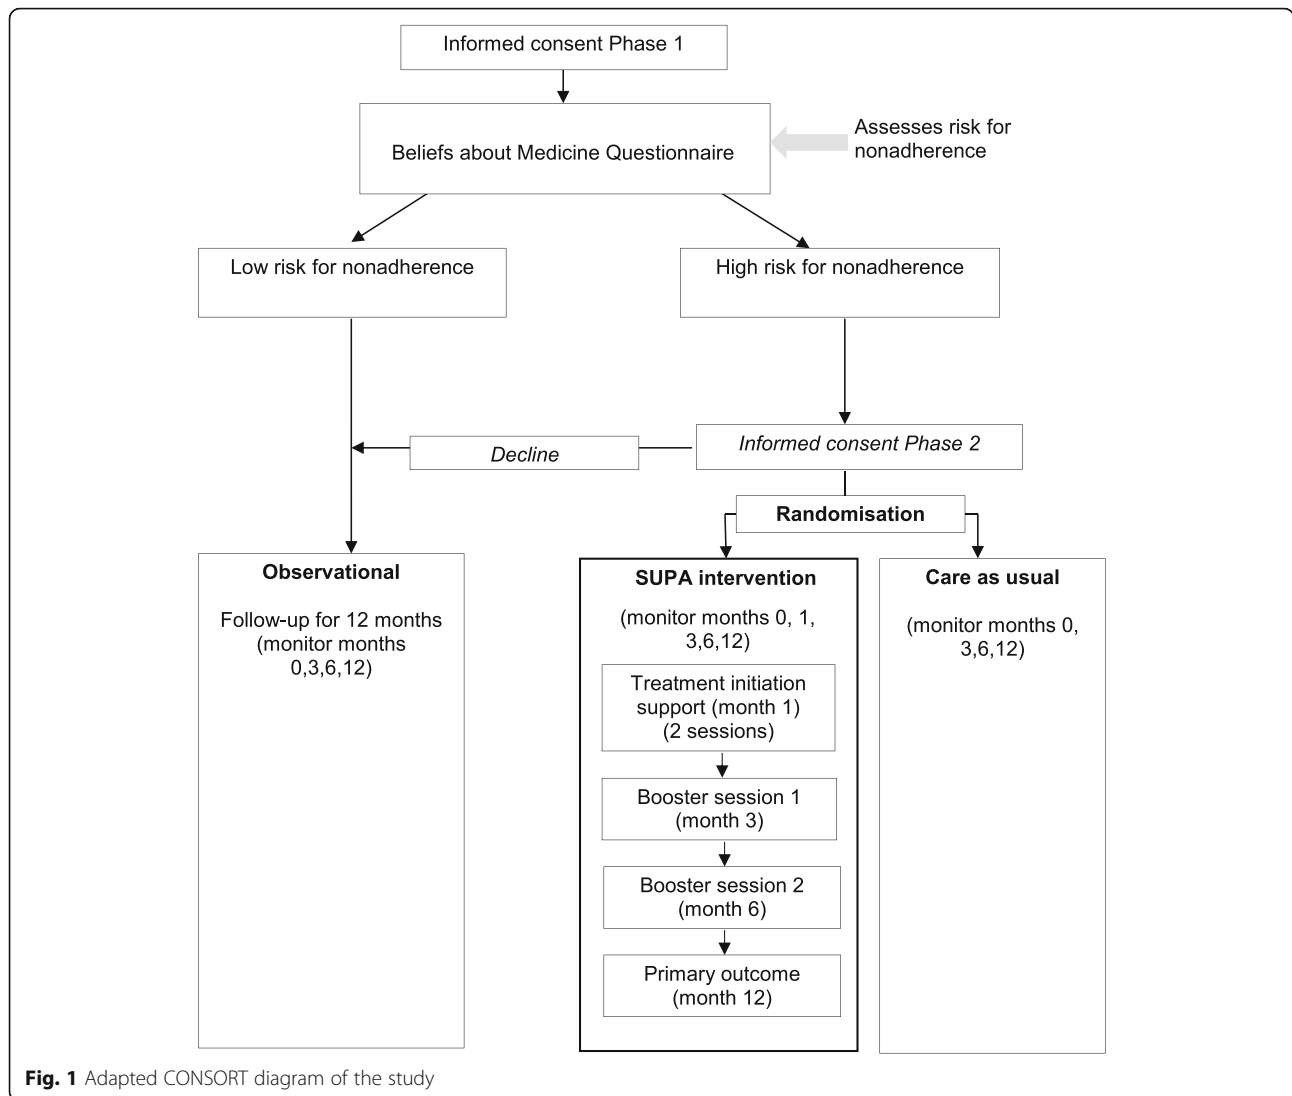 Informed consent Phase 1
Beliefs about Medicine Questionnaire
Assesses risk for
nonadherence
Low risk for nonadherence
High risk for nonadherence
Informed consent Phase 2
Decline
Randomisation
Observational
Follow-up for 12 months
(monitor months
0,3,6,12)
SUPA intervention
(monitor months 0, 1,
3,6,12)
Treatment initiation
support (month 1)
(2 sessions)
Booster session 1
(month 3)
Booster session 2
(month 6)
Primary outcome
(month 12)
Care as usual
(monitor months 0,
3,6,12)
Fig. 1 Adapted CONSORT diagram of the study